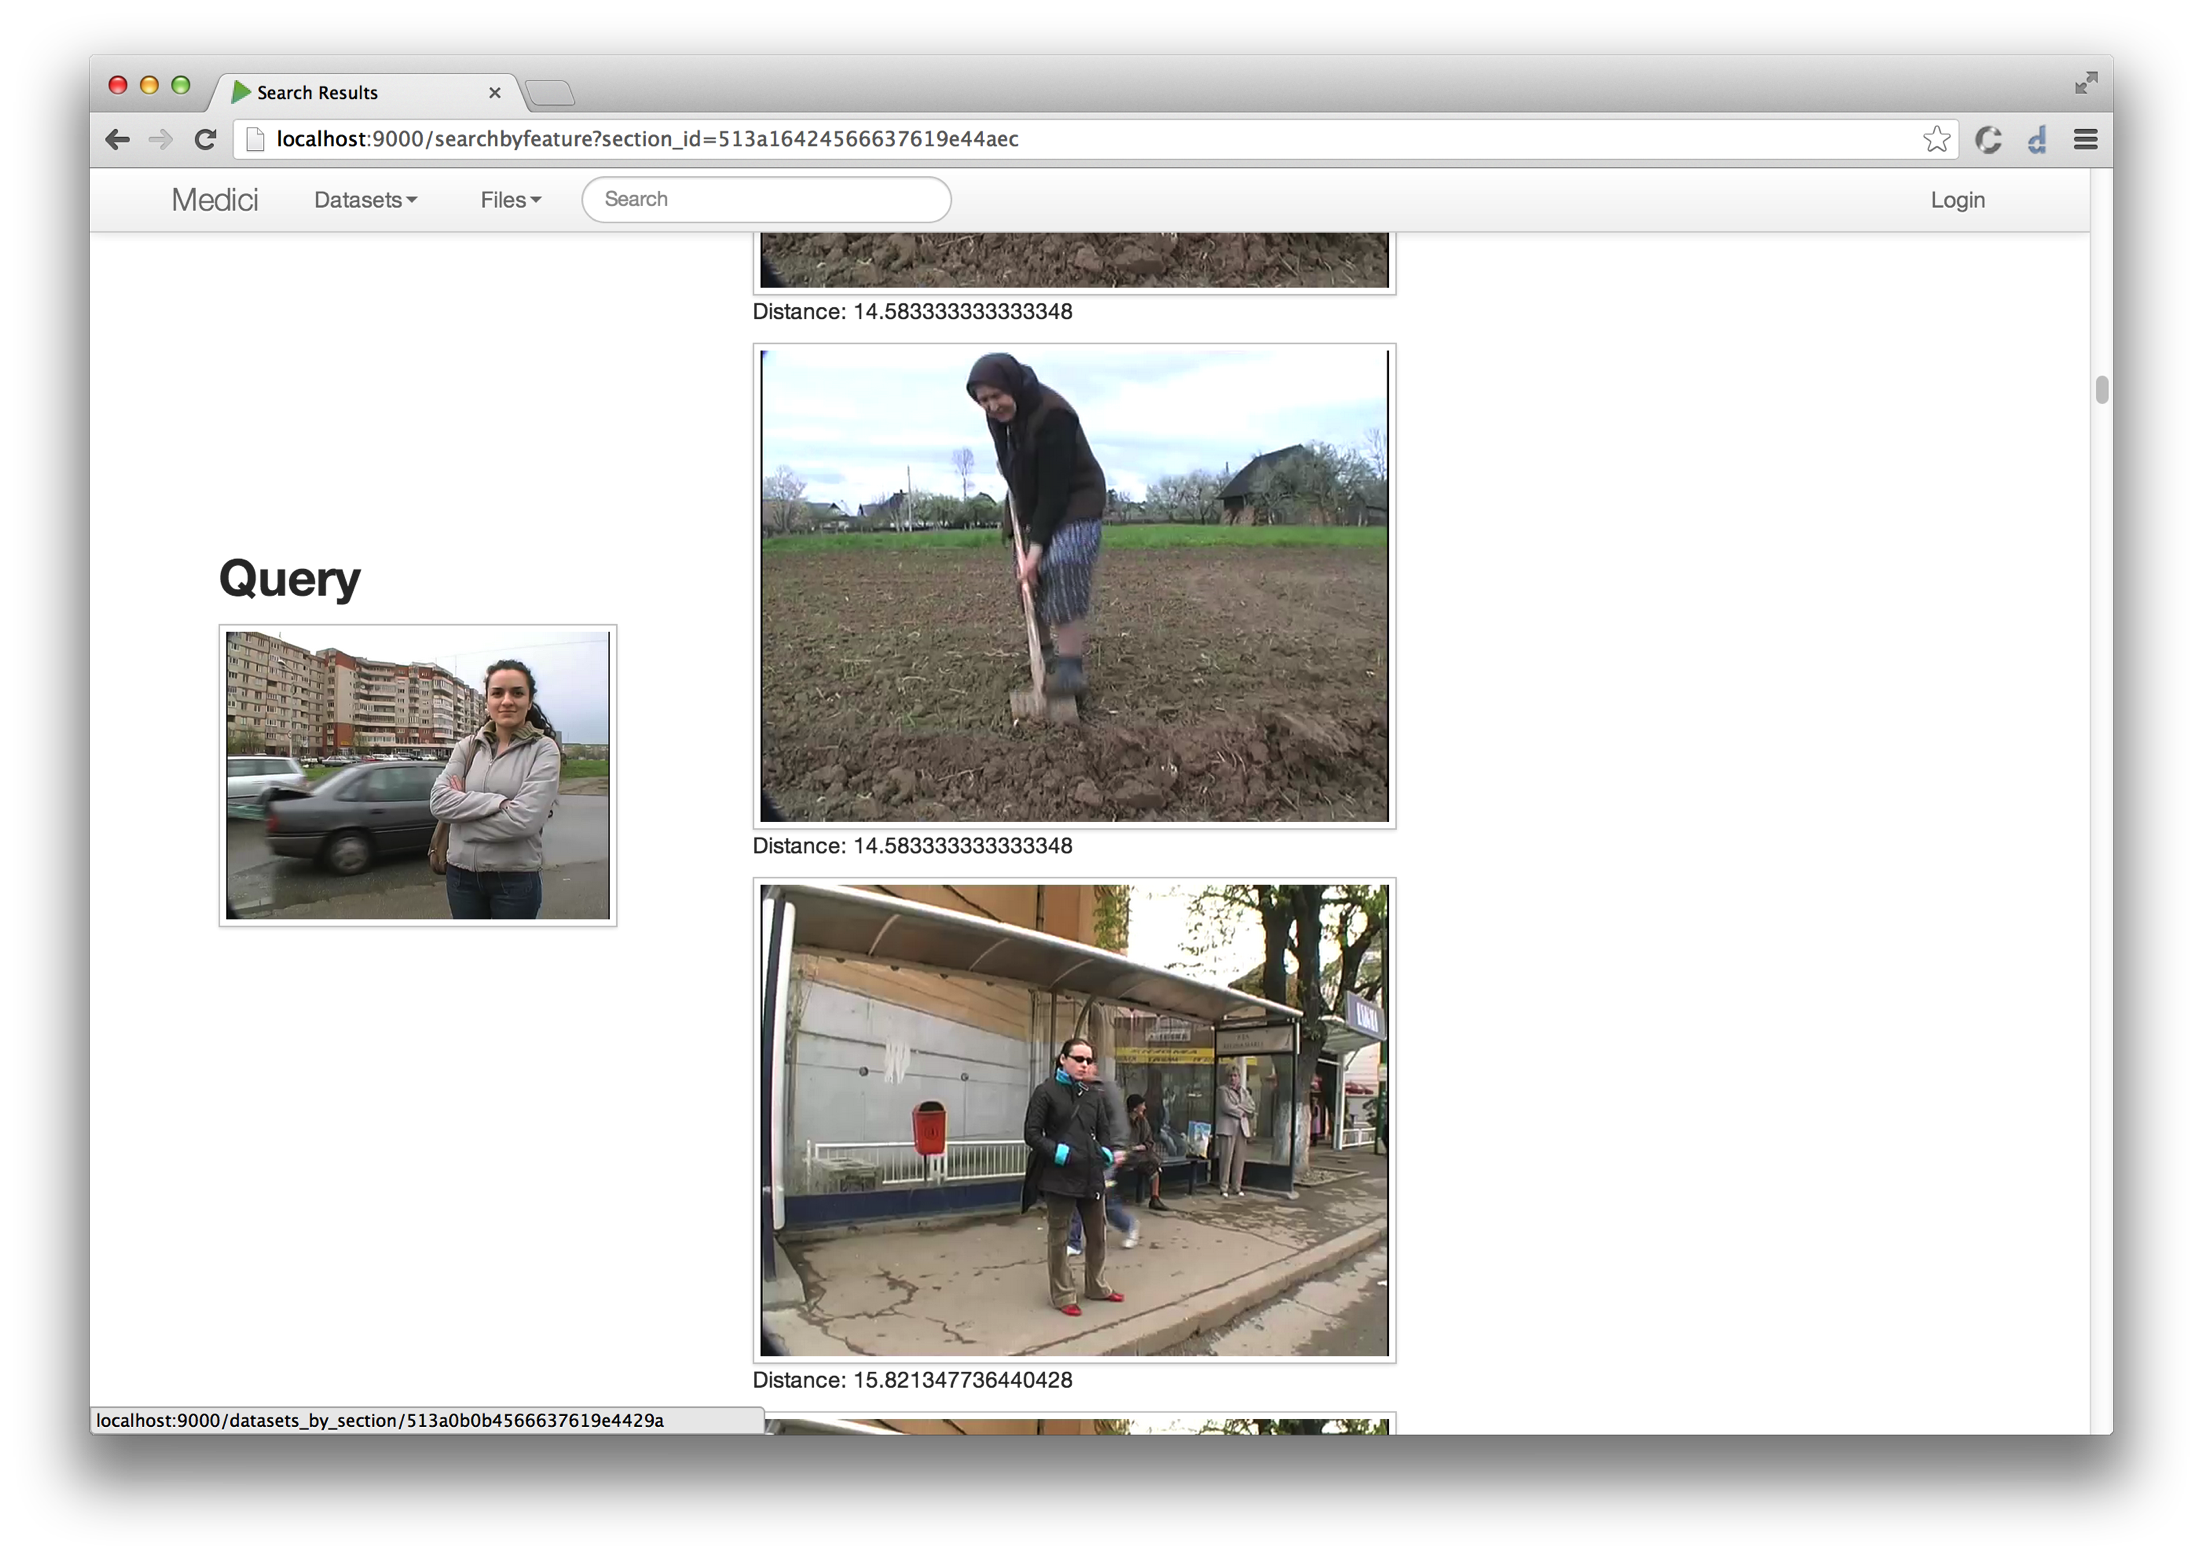 Search Results
localhost:9000/searchbyfeature?section_id=513a16424566637619e44aec
Medici
Datasets
Files
Search
Login
Distance: 14.583333333333348
Query
Distance: 14.583333333333348
Distance: 15.821347736440428
localhost:9000/datasets_by_section/513a0b0b4566637619e4429a